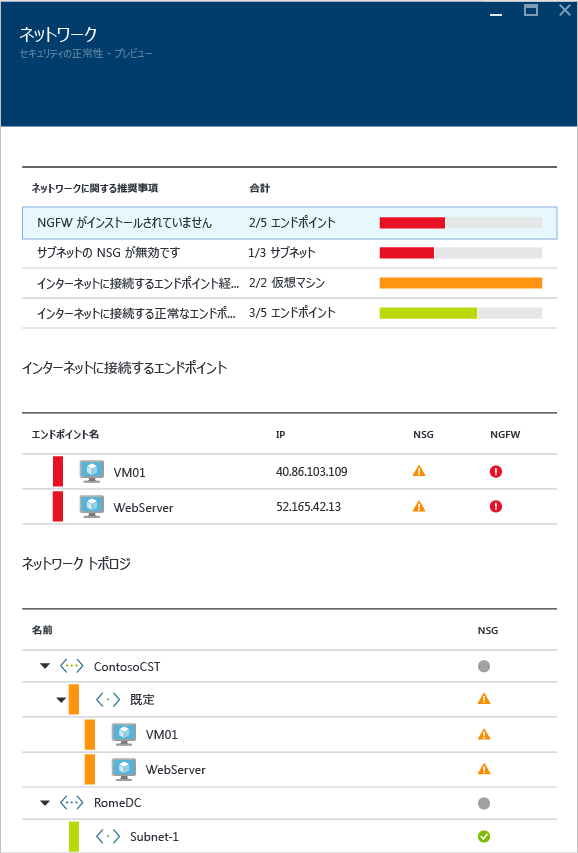 ネットワーク
セキュリティの正常性 - プレビュー
ネットワークに関する推奨事項 合計
NGFW がインストールされていません 2/5 エンドポイント
サブネットの NSG が無効です 1/3 サブネット
インターネットに接続するエンドポイント経... 2/2 仮想マシン
インターネットに接続する正常なエンドポ... 3/5 エンドポイント
インターネットに接続するエンドポイント
エンドポイント名 IP NSG NGFW
VM01 40.86.103.109
WebServer 52.165.42.13
ネットワーク トポロジ
名前 NSG
ContosoCST
既定
VM01
WebServer
RomeDC
Subnet-1